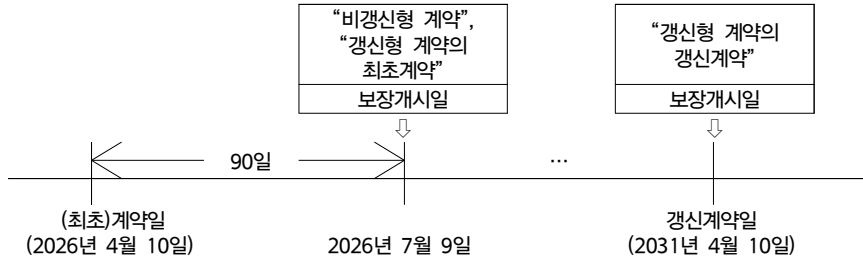 “비갱신형 계약”,
“갱신형 계약의
최초계약”
보장개시일
“갱신형 계약의
갱신계약”
보장개시일
90일
…
(최초)계약일
(2026년 4월 10일)
2026년 7월 9일
갱신계약일
(2031년 4월 10일)